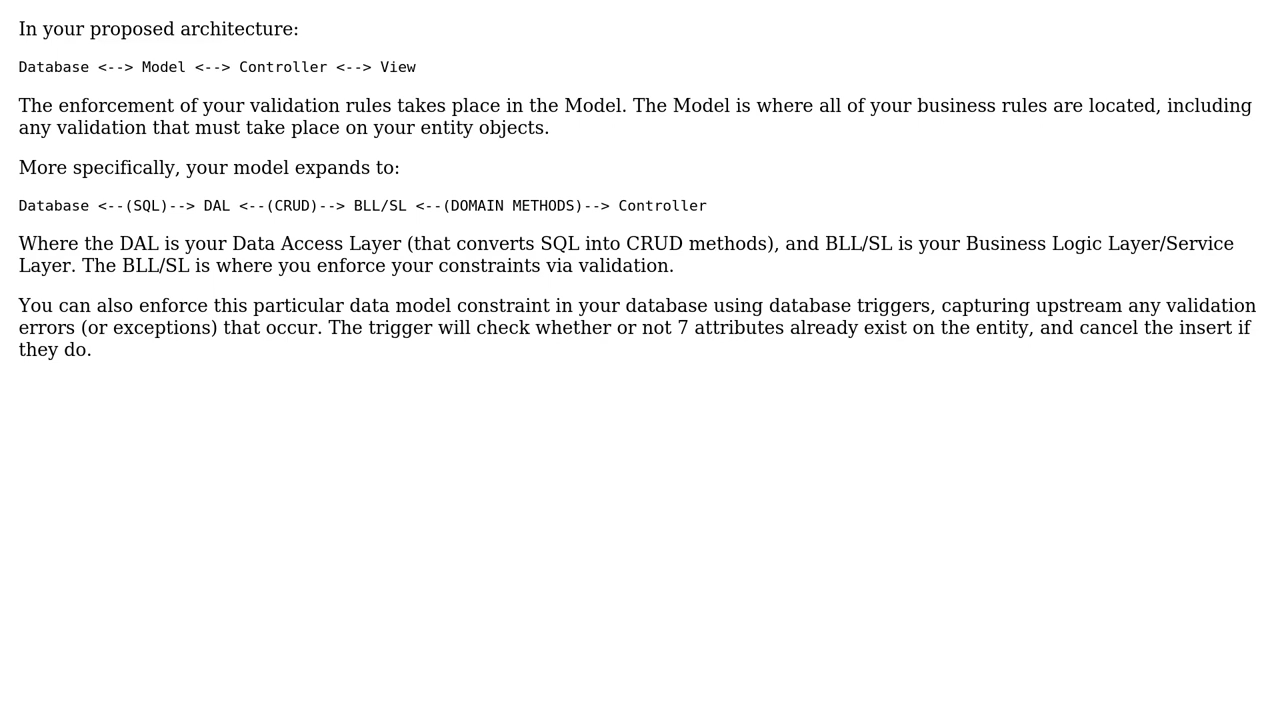 In your proposed architecture:
Database <--> Model <--> Controller <--> View
The enforcement of your validation rules takes place in the Model. The Model is where all of your business rules are located, including
any validation that must take place on your entity objects.
More specifically, your model expands to:
Database <--(SQL)--> DAL <--(CRUD)--> BLL/SL <--(DOMAIN METHODS)--> Controller
Where the DAL is your Data Access Layer (that converts SQL into CRUD methods), and BLL/SL is your Business Logic Layer/Service
Layer. The BLL/SL is where you enforce your constraints via validation.
You can also enforce this particular data model constraint in your database using database triggers, capturing upstream any validation
errors (or exceptions) that occur. The trigger will check whether or not 7 attributes already exist on the entity, and cancel the insert if
they do.